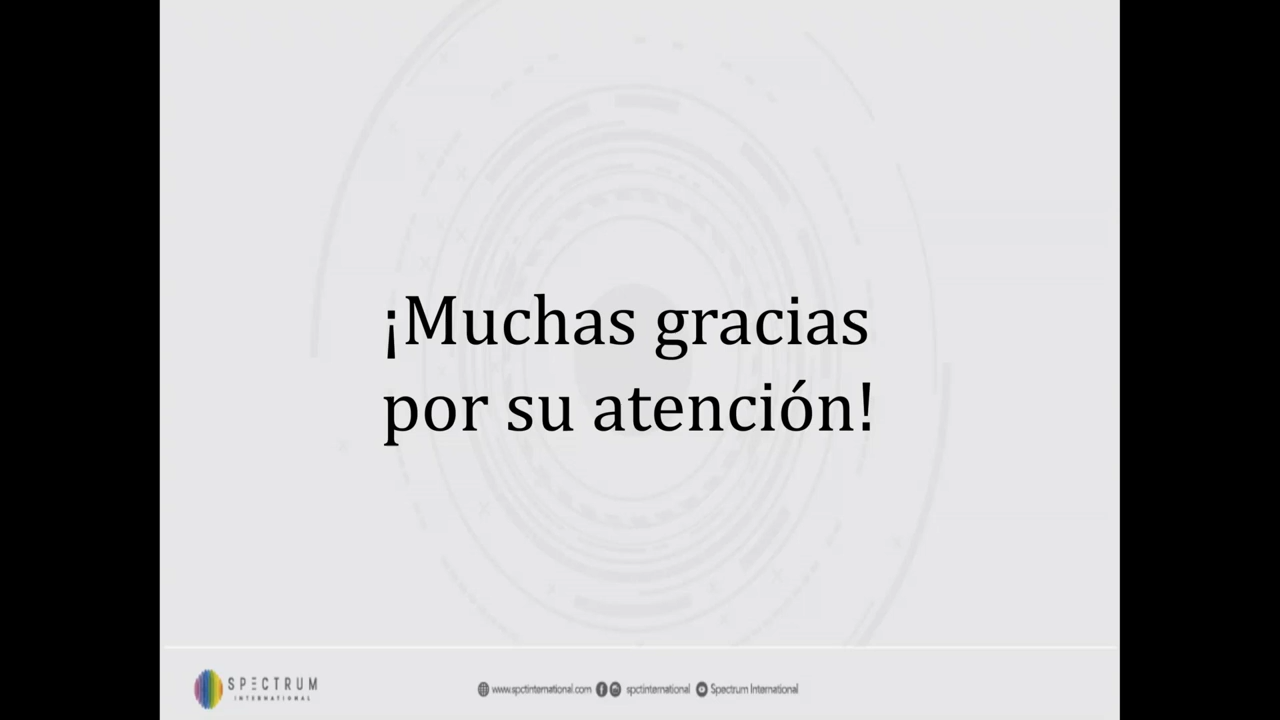 ¡Muchas gracias
por su atención!
SPECTRUM
INTERNATIONAL
www.spctinternational.com spctinternational Spectrum International